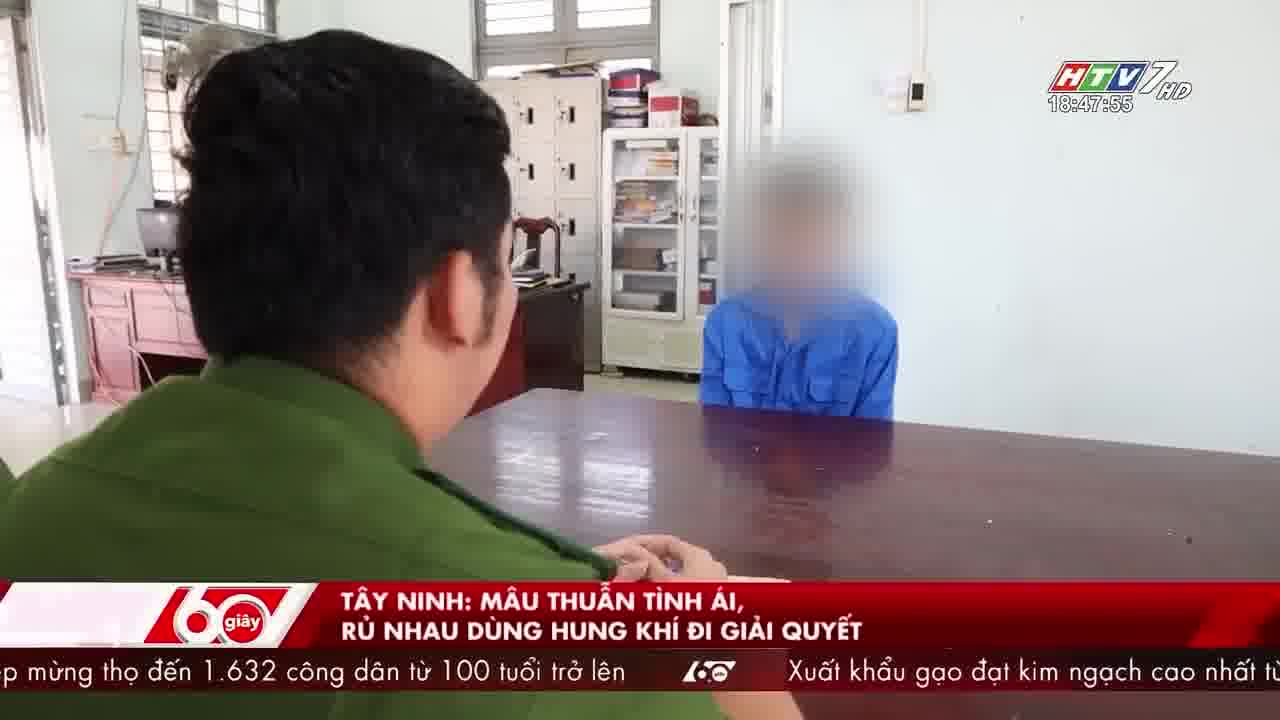 HTV7 HD
18:47:55
60 giây
TÂY NINH: MÂU THUẪN TÌNH ÁI,
RỦ NHAU DÙNG HUNG KHÍ ĐI GIẢI QUYẾT
mừng thọ đến 1.632 công dân từ 100 tuổi trở lên 60 giây Xuất khẩu gạo đạt kim ngạch cao nhất